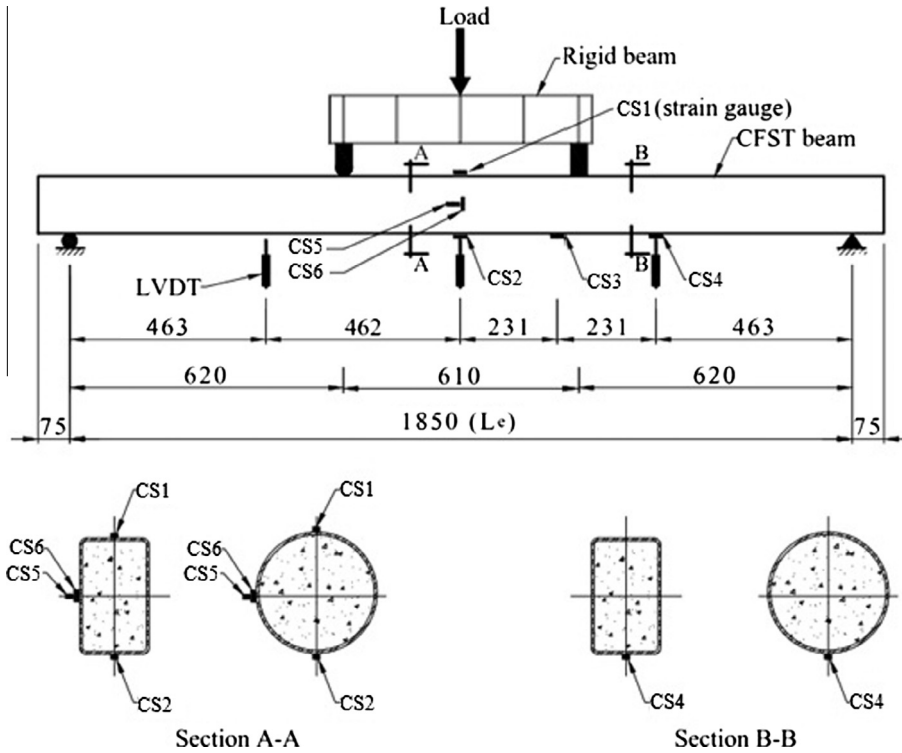 Load
Rigid beam
CS1(strain gauge)
CFST beam
A
B
CS5
CS6
A
CS2
CS3
B
CS4
LVDT
463
462
231
231
463
620
610
620
75
1850 (Le)
75
CS1
CS1
CS6
CS5
CS6
CS5
CS2
CS2
CS4
CS4
Section A-A
Section B-B